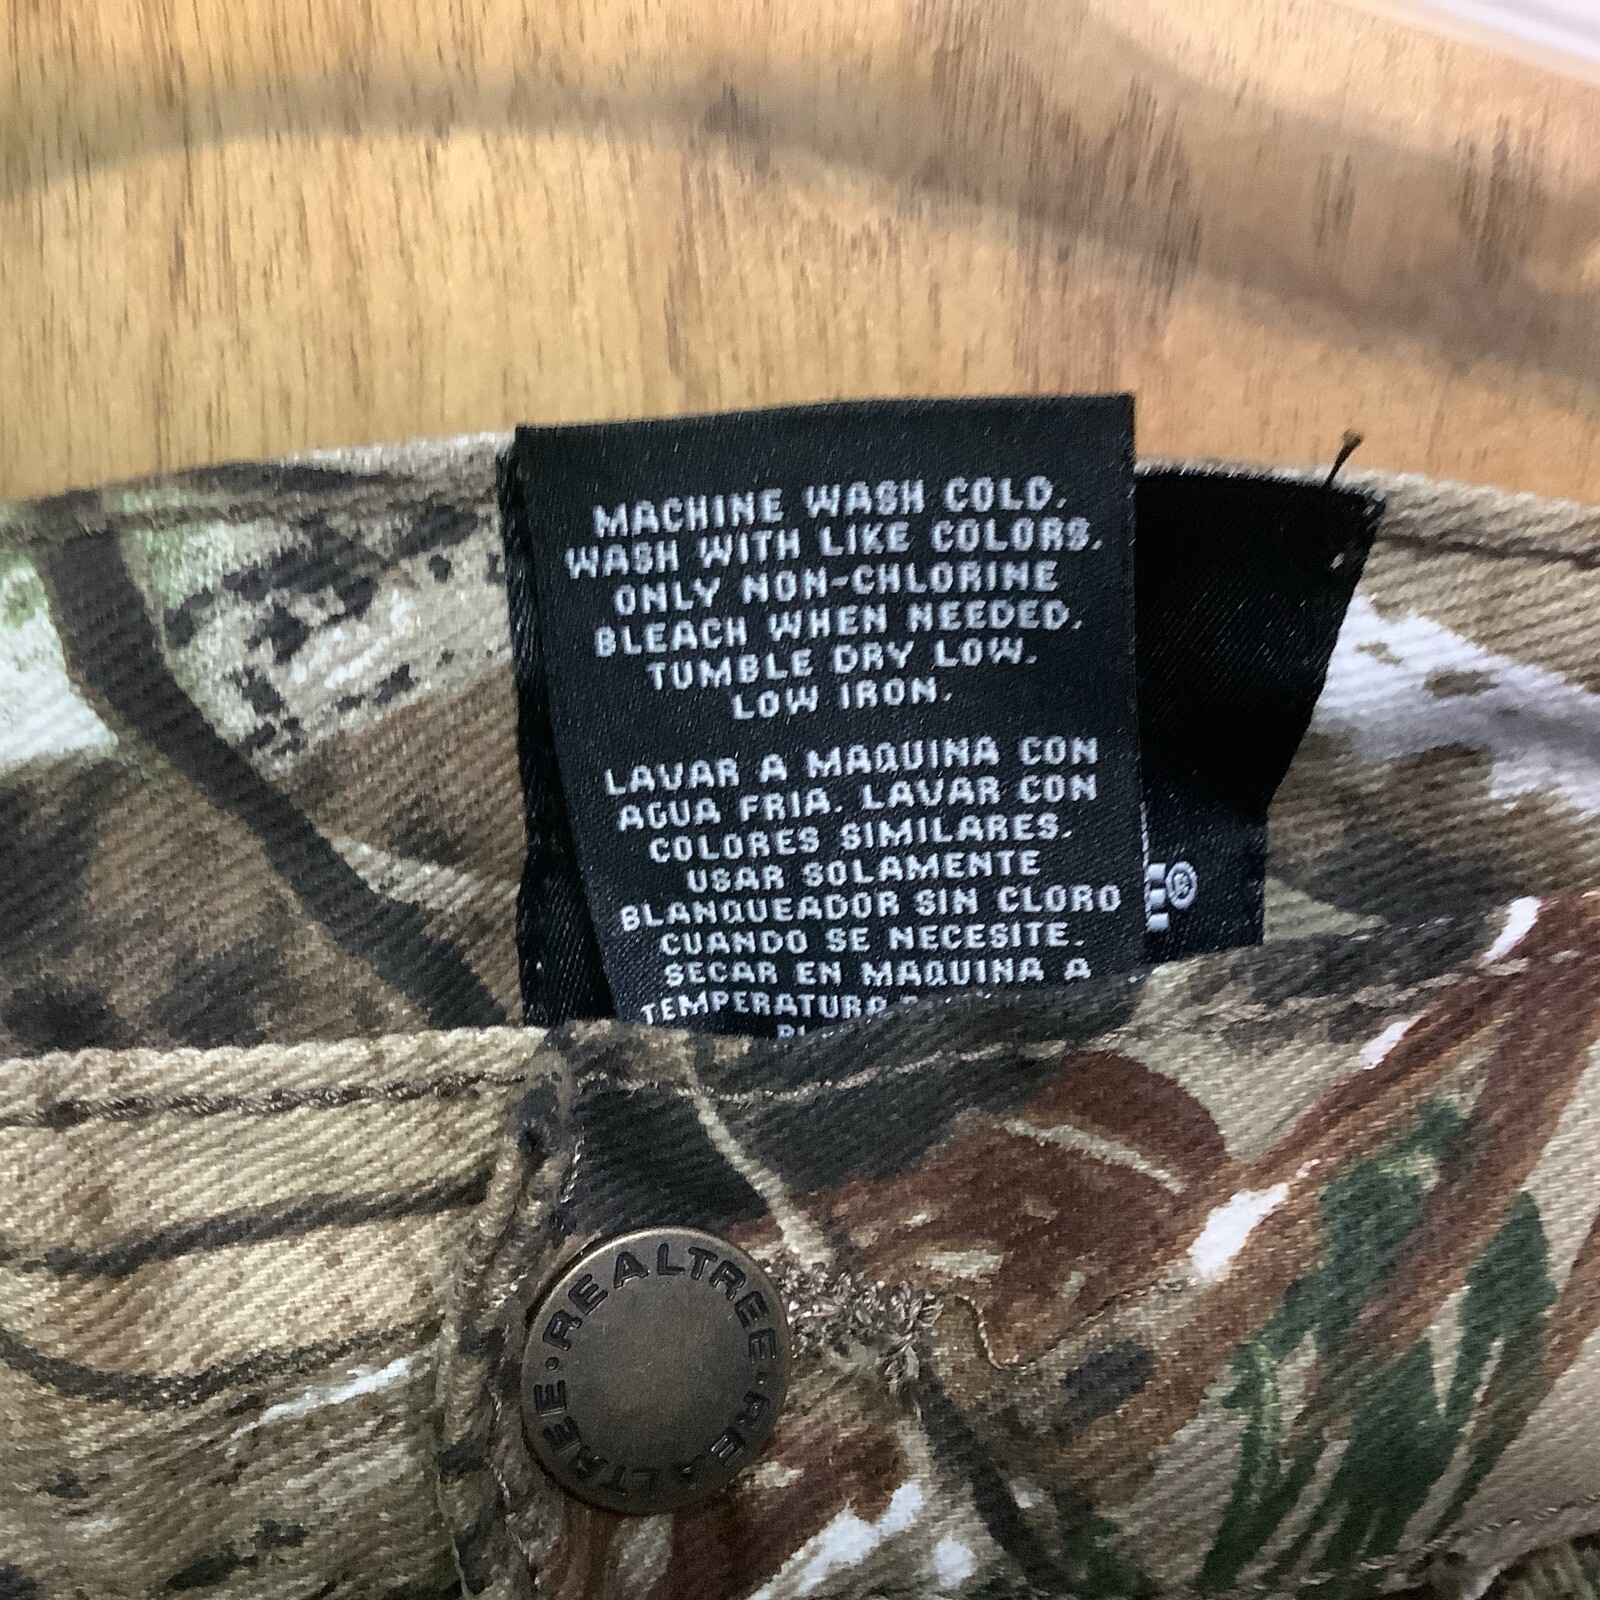 MACHINE WASH COLD.
WASH WITH LIKE COLORS.
ONLY NON-CHLORINE
BLEACH WHEN NEEDED.
TUMBLE DRY LOW.
LOW IRON.
LAVAR A MAQUINA CON
AGUA FRIA. LAVAR CON
COLORES SIMILARES.
USAR SOLAMENTE
BLANQUEADOR SIN CLORO
CUANDO SE NECESITE.
SECAR EN MAQUINA A
TEMPERATURA
®
REALTREE · REALTREE ·